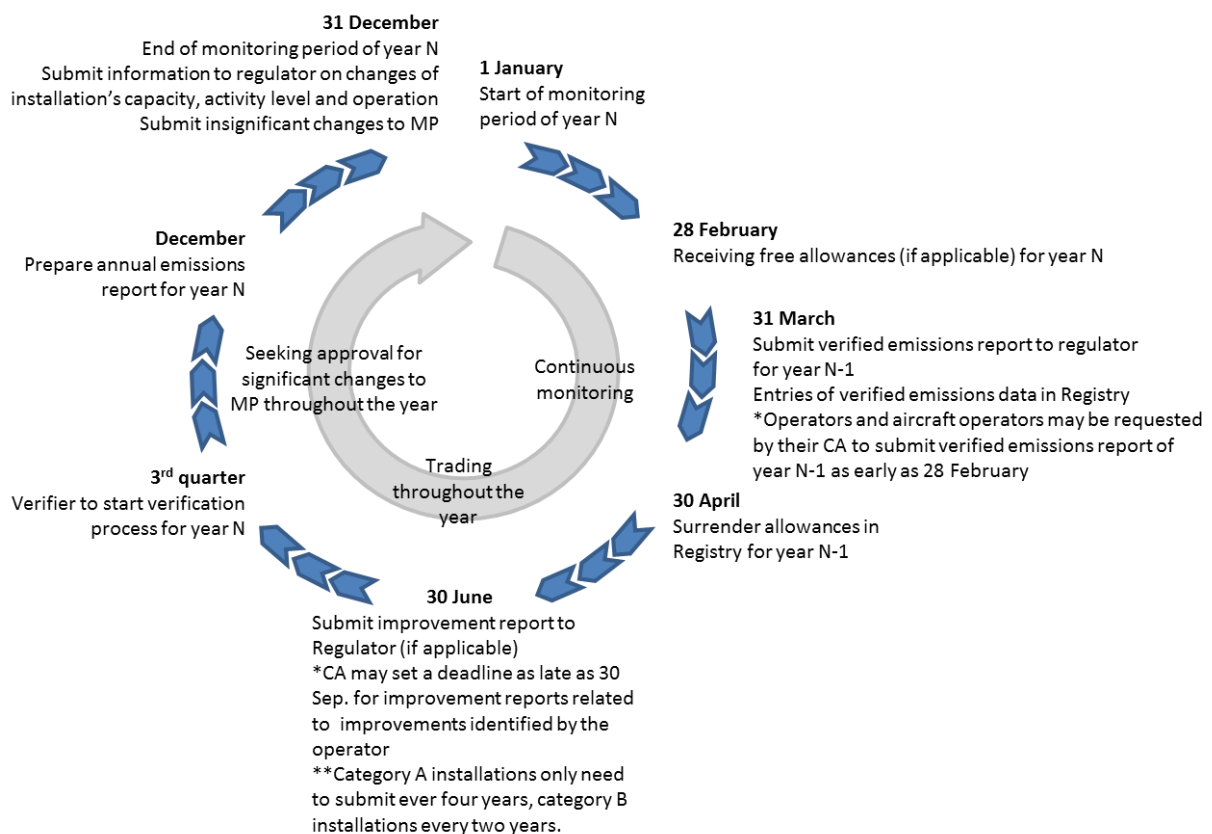 31 December
End of monitoring period of year N
Submit information to regulator on changes of
installation's capacity, activity level and operation
Submit insignificant changes to MP
1 January
Start of monitoring
period of year N
28 February
Receiving free allowances (if applicable) for year N
31 March
Submit verified emissions report to regulator
for year N-1
Entries of verified emissions data in Registry
*Operators and aircraft operators may be requested
by their CA to submit verified emissions report of
year N-1 as early as 28 February
30 April
Surrender allowances in
Registry for year N-1
30 June
Submit improvement report to
Regulator (if applicable)
*CA may set a deadline as late as 30
Sep. for improvement reports related
to improvements identified by the
operator
**Category A installations only need
to submit ever four years, category B
installations every two years.
3rd quarter
Verifier to start verification
process for year N
December
Prepare annual emissions
report for year N
Seeking approval for
significant changes to
MP throughout the year
Continuous
monitoring
Trading
throughout the
year